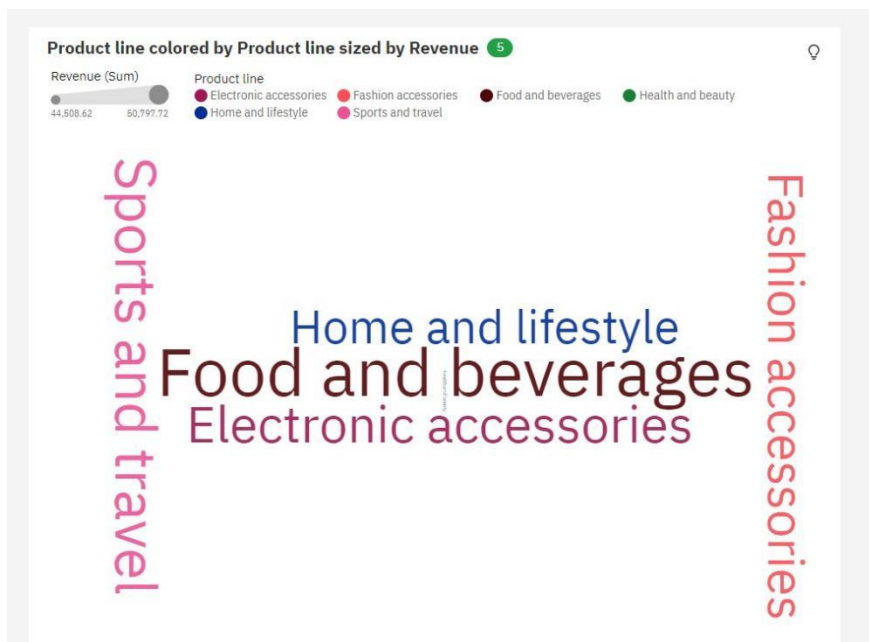 Product line colored by Product line sized by Revenue 5
Revenue (Sum)
44,608.62 60,797.72
Product line
Electronic accessories Fashion accessories Food and beverages Health and beauty
Home and lifestyle Sports and travel
Sports and travel
Home and lifestyle
Food and beverages
Electronic accessories
Fashion accessories